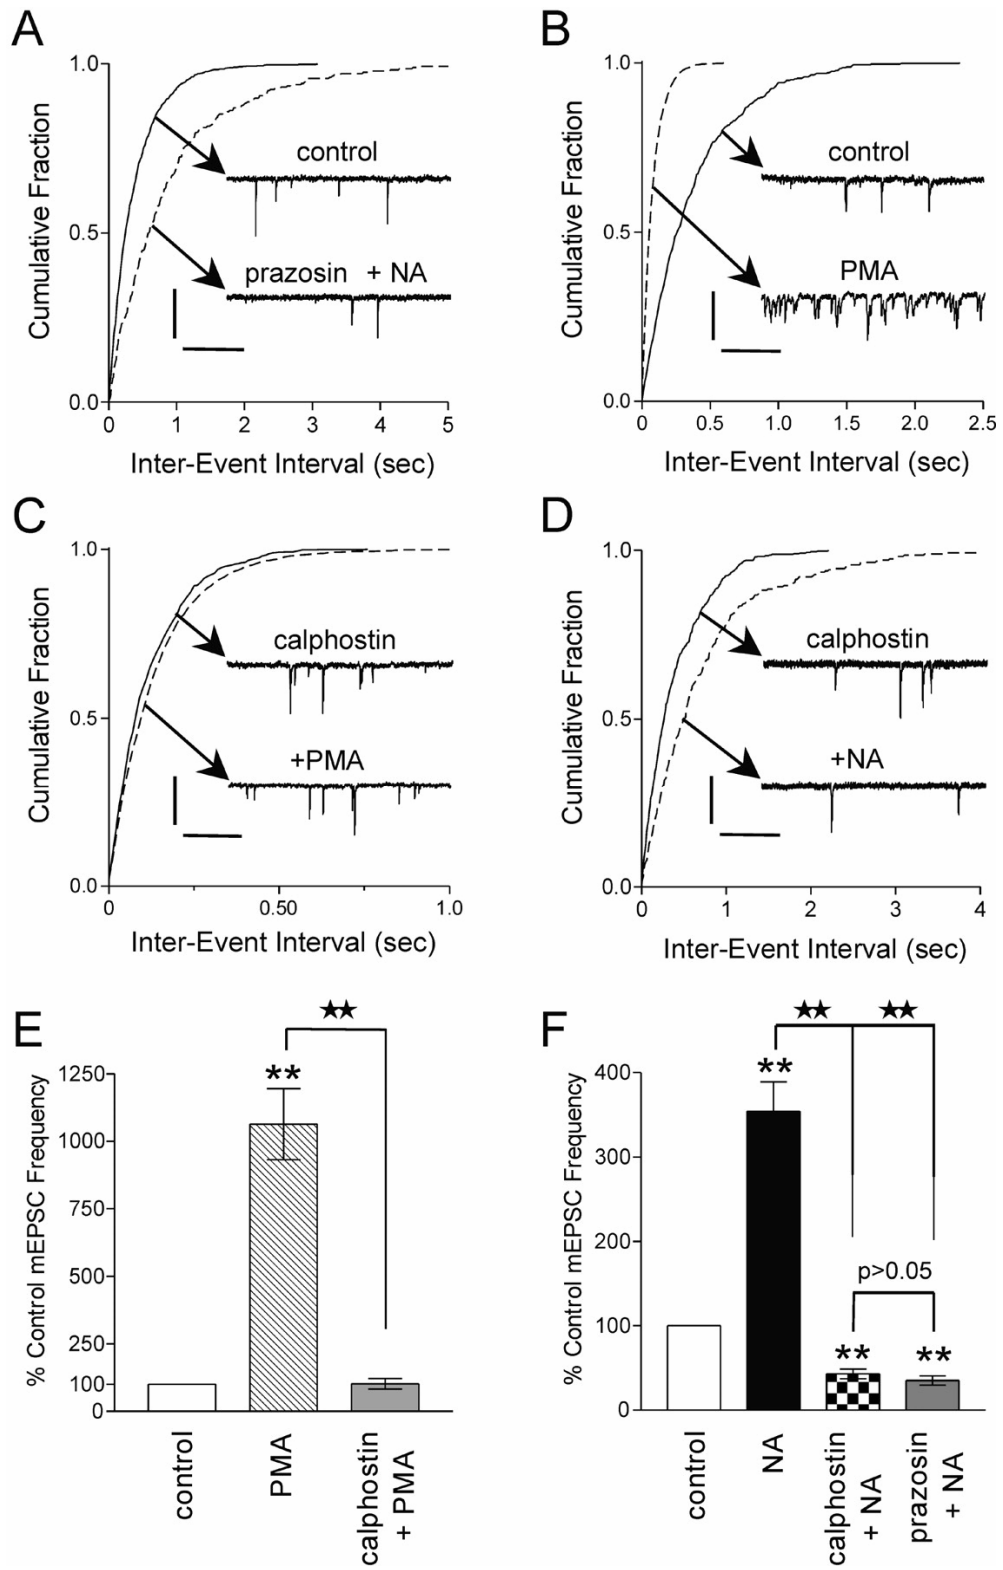 A
Cumulative Fraction
1.0
0.5
0.0
control
prazosin + NA
0 1 2 3 4 5
Inter-Event Interval (sec)
B
Cumulative Fraction
1.0
0.5
0.0
control
PMA
0 0.5 1.0 1.5 2.0 2.5
Inter-Event Interval (sec)
C
Cumulative Fraction
1.0
0.5
0.0
calphostin
+PMA
0 0.50 1.0
Inter-Event Interval (sec)
D
Cumulative Fraction
1.0
0.5
0.0
calphostin
+NA
0 1 2 3 4
Inter-Event Interval (sec)
E
% Control mEPSC Frequency
★★
**
1250
1000
750
500
250
100
0
control
PMA
calphostin
+ PMA
F
% Control mEPSC Frequency
★★ ★★
**
400
300
200
100
0
p>0.05
** **
control
NA
calphostin
+ NA
prazosin
+ NA